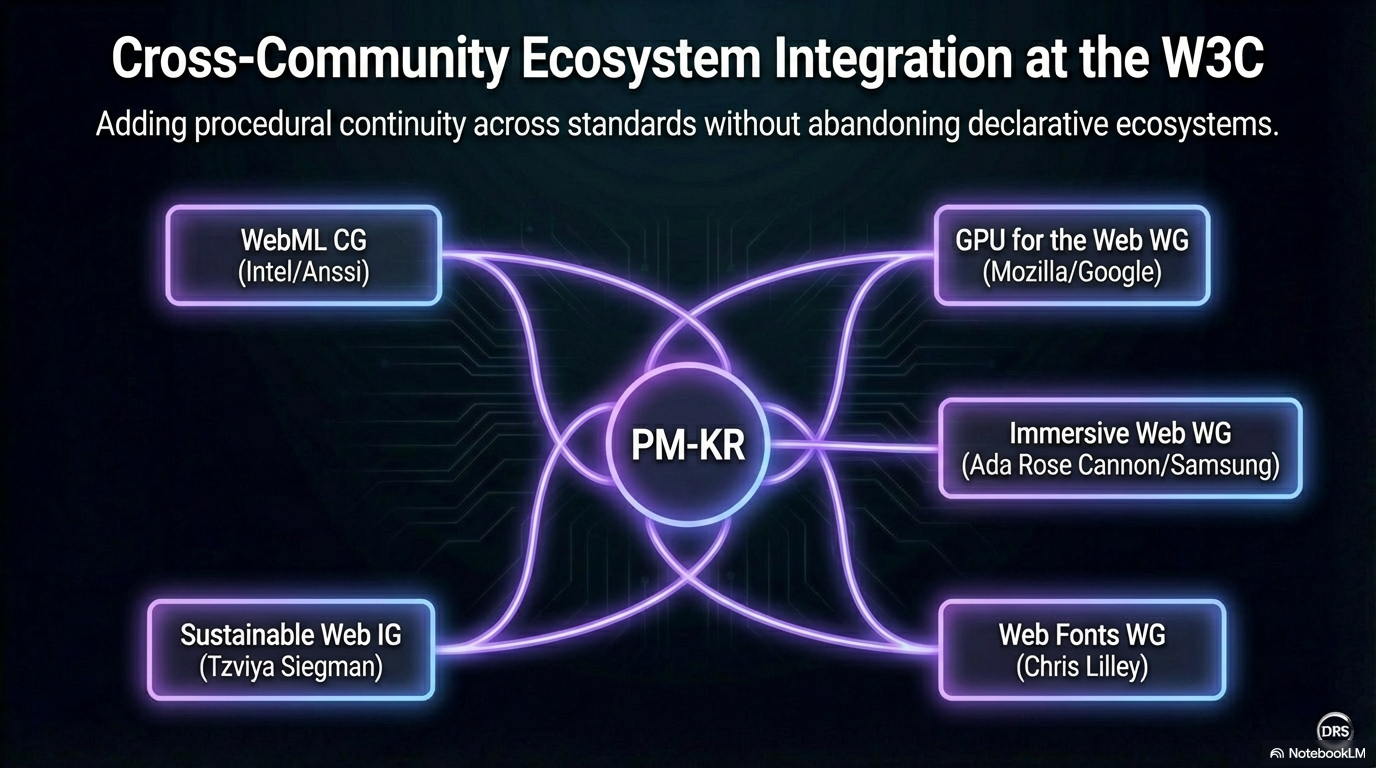 Cross-Community Ecosystem Integration at the W3C
Adding procedural continuity across standards without abandoning declarative ecosystems.
WebML CG
(Intel/Anssi)
GPU for the Web WG
(Mozilla/Google)
PM-KR
Immersive Web WG
(Ada Rose Cannon/Samsung)
Sustainable Web IG
(Tzviya Siegman)
Web Fonts WG
(Chris Lilley)
DRS
NotebookLM